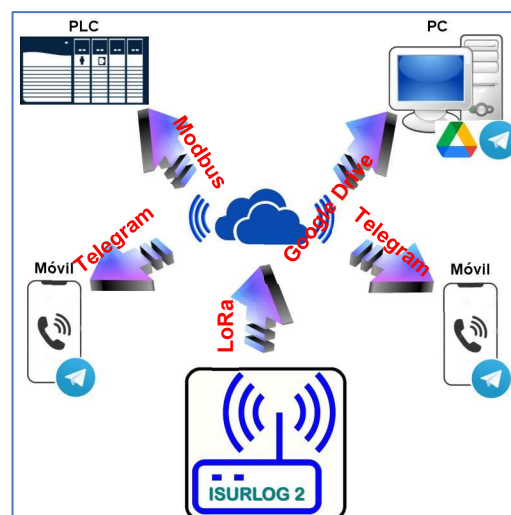 PLC
PC
Modbus
Google Drive
Telegram
Telegram
Móvil
Móvil
LoRa
ISURLOG 2